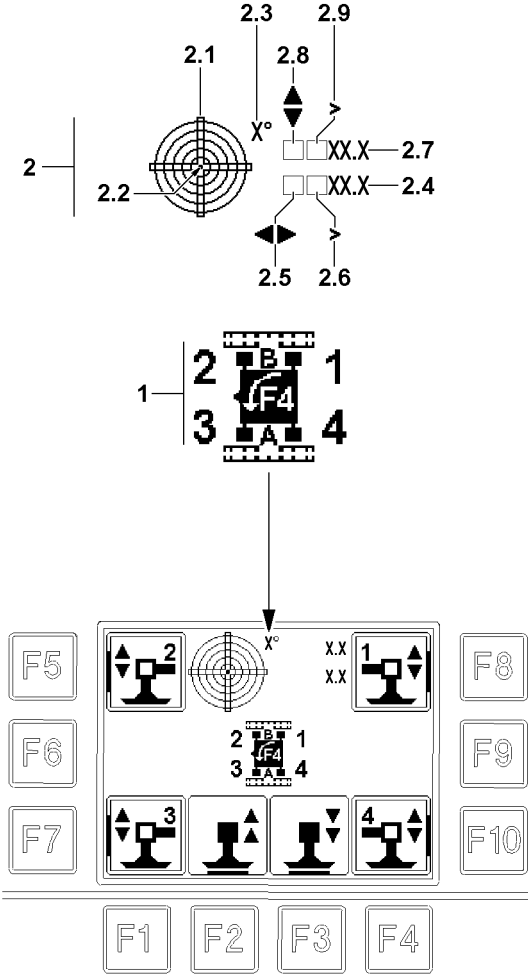 2.3 2.9
2.1 2.8
X° >
XX.X 2.7
2
2.2 XX.X 2.4
>
2.5 2.6
2 B 1
1 F4
3 A 4
F5 2 X° X.X 1 F8
X.X
F6 2 B 1 F9
F4
3 A 4
F7 3 4 F10
F1 F2 F3 F4